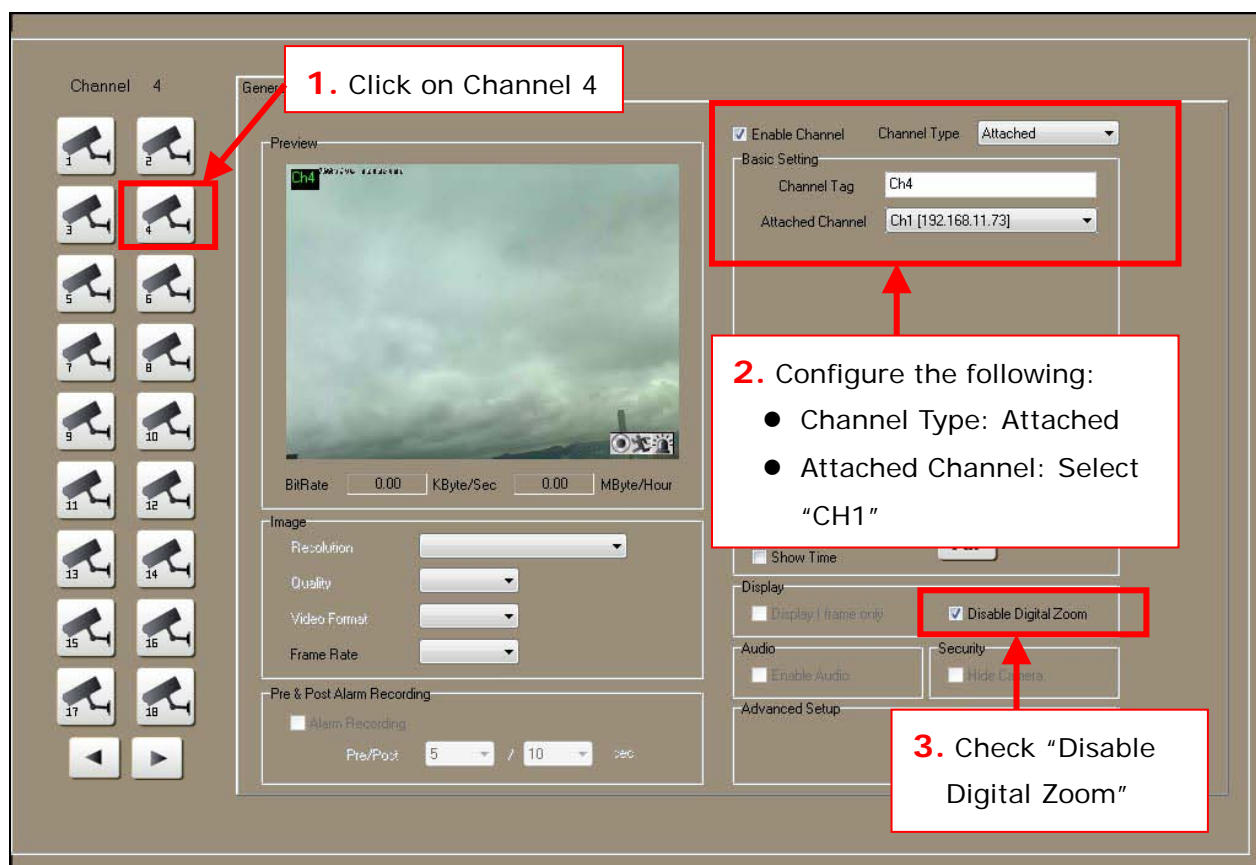 Channel 4
1
2
3
4
5
6
7
8
9
10
11
12
13
14
15
16
17
18
1. Click on Channel 4
Preview
Ch4
BitRate 0.00 KByte/Sec 0.00 MByte/Hour
Image
Resolution
Quality
Video Format
Frame Rate
Pre & Post Alarm Recording
Alarm Recording
Pre/Post 5 / 10 sec
Enable Channel Channel Type Attached
Basic Setting
Channel Tag Ch4
Attached Channel Ch1 [192.168.11.73]
2. Configure the following:
● Channel Type: Attached
● Attached Channel: Select
“CH1”
Show Time
Display
Display I frame only Disable Digital Zoom
Audio Security
Enable Audio Hide Camera
Advanced Setup
3. Check “Disable
Digital Zoom”